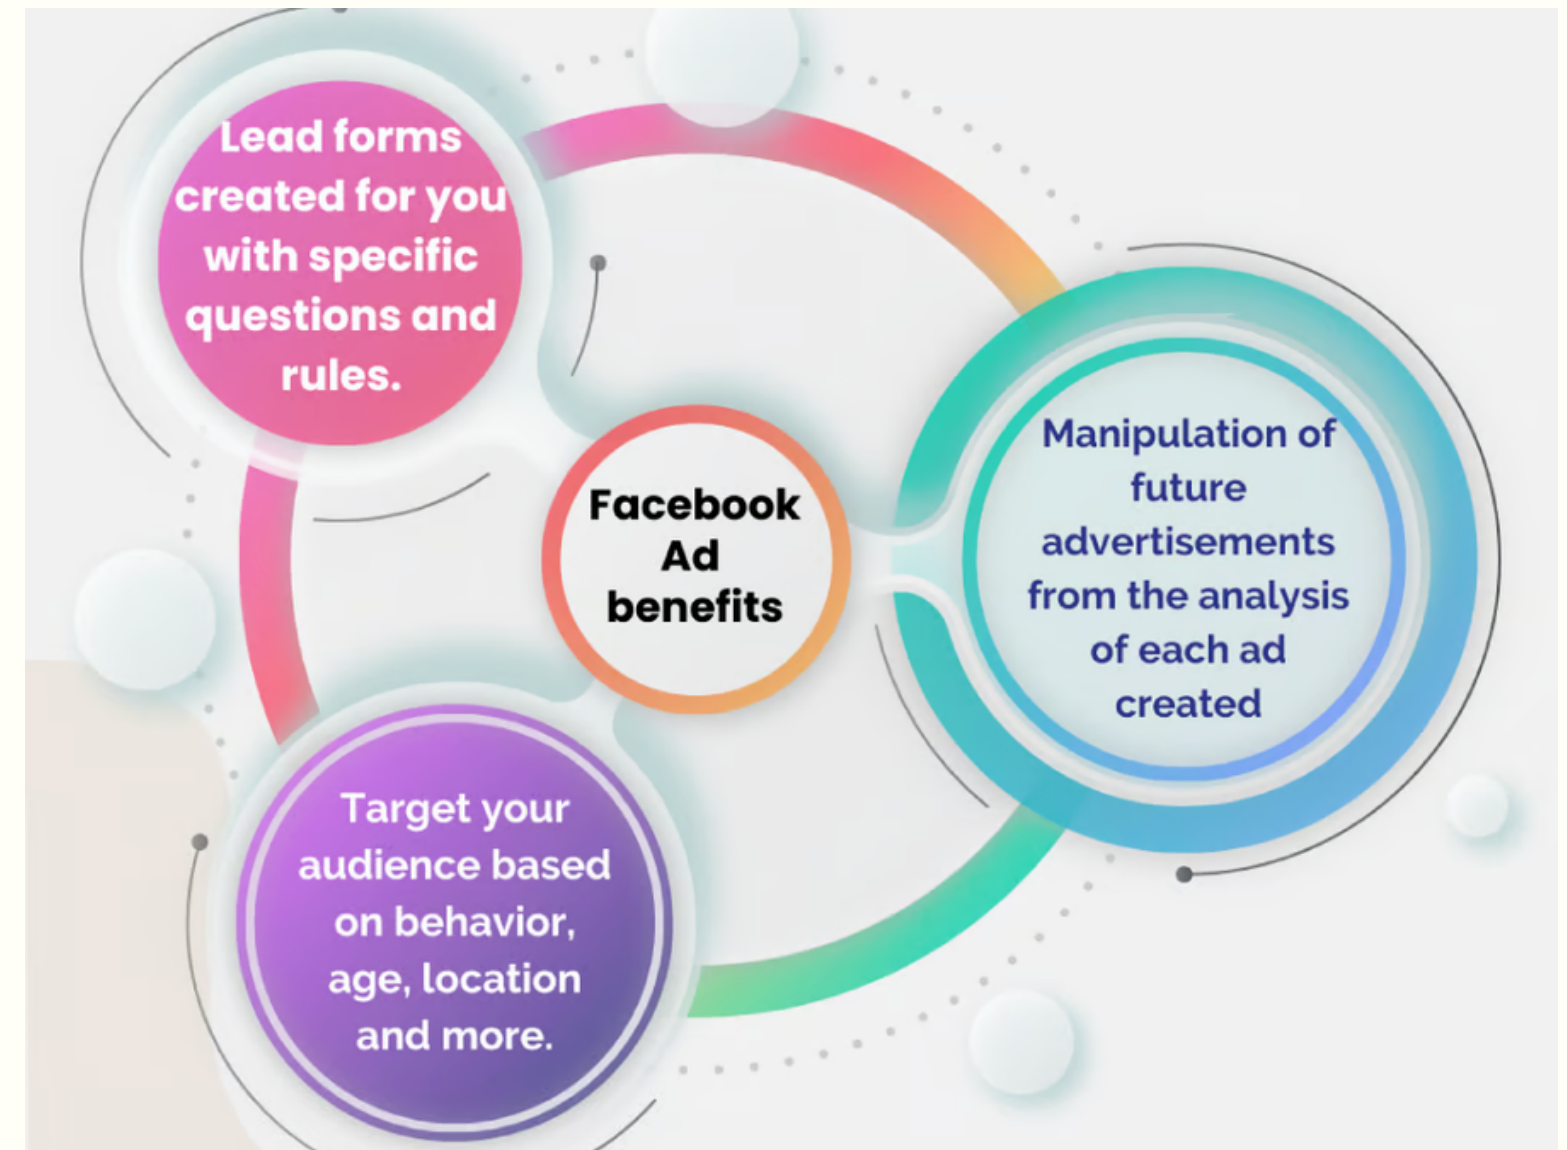 Lead forms
created for you
with specific
questions and
rules.
Facebook
Ad
benefits
Manipulation of
future
advertisements
from the analysis
of each ad
created
Target your
audience based
on behavior,
age, location
and more.